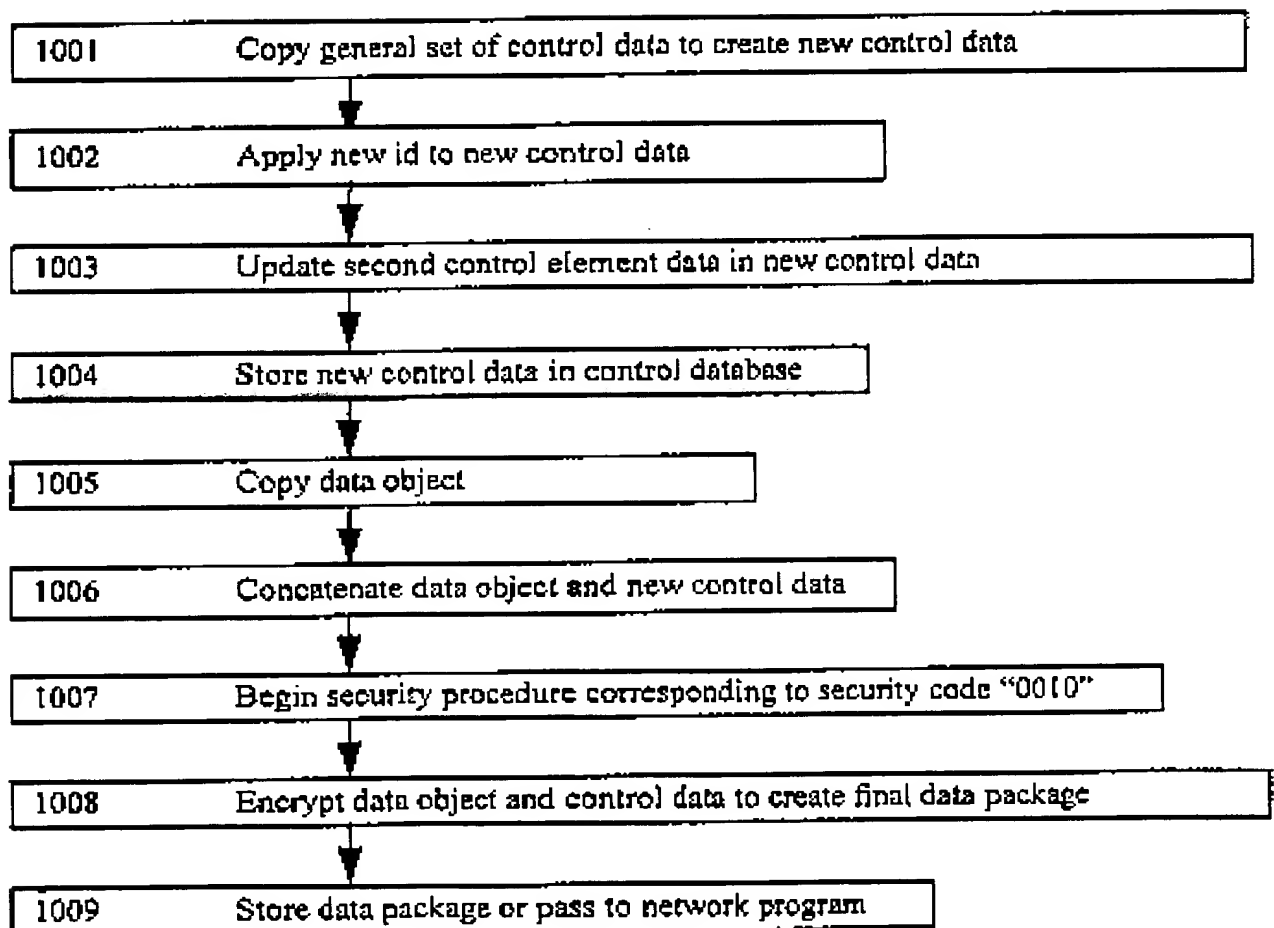 1001 Copy general set of control data to create new control data
1002 Apply new id to new control data
1003 Update second control element data in new control data
1004 Store new control data in control database
1005 Copy data object
1006 Concatenate data object and new control data
1007 Begin security procedure corresponding to security code “0010”
1008 Encrypt data object and control data to create final data package
1009 Store data package or pass to network program